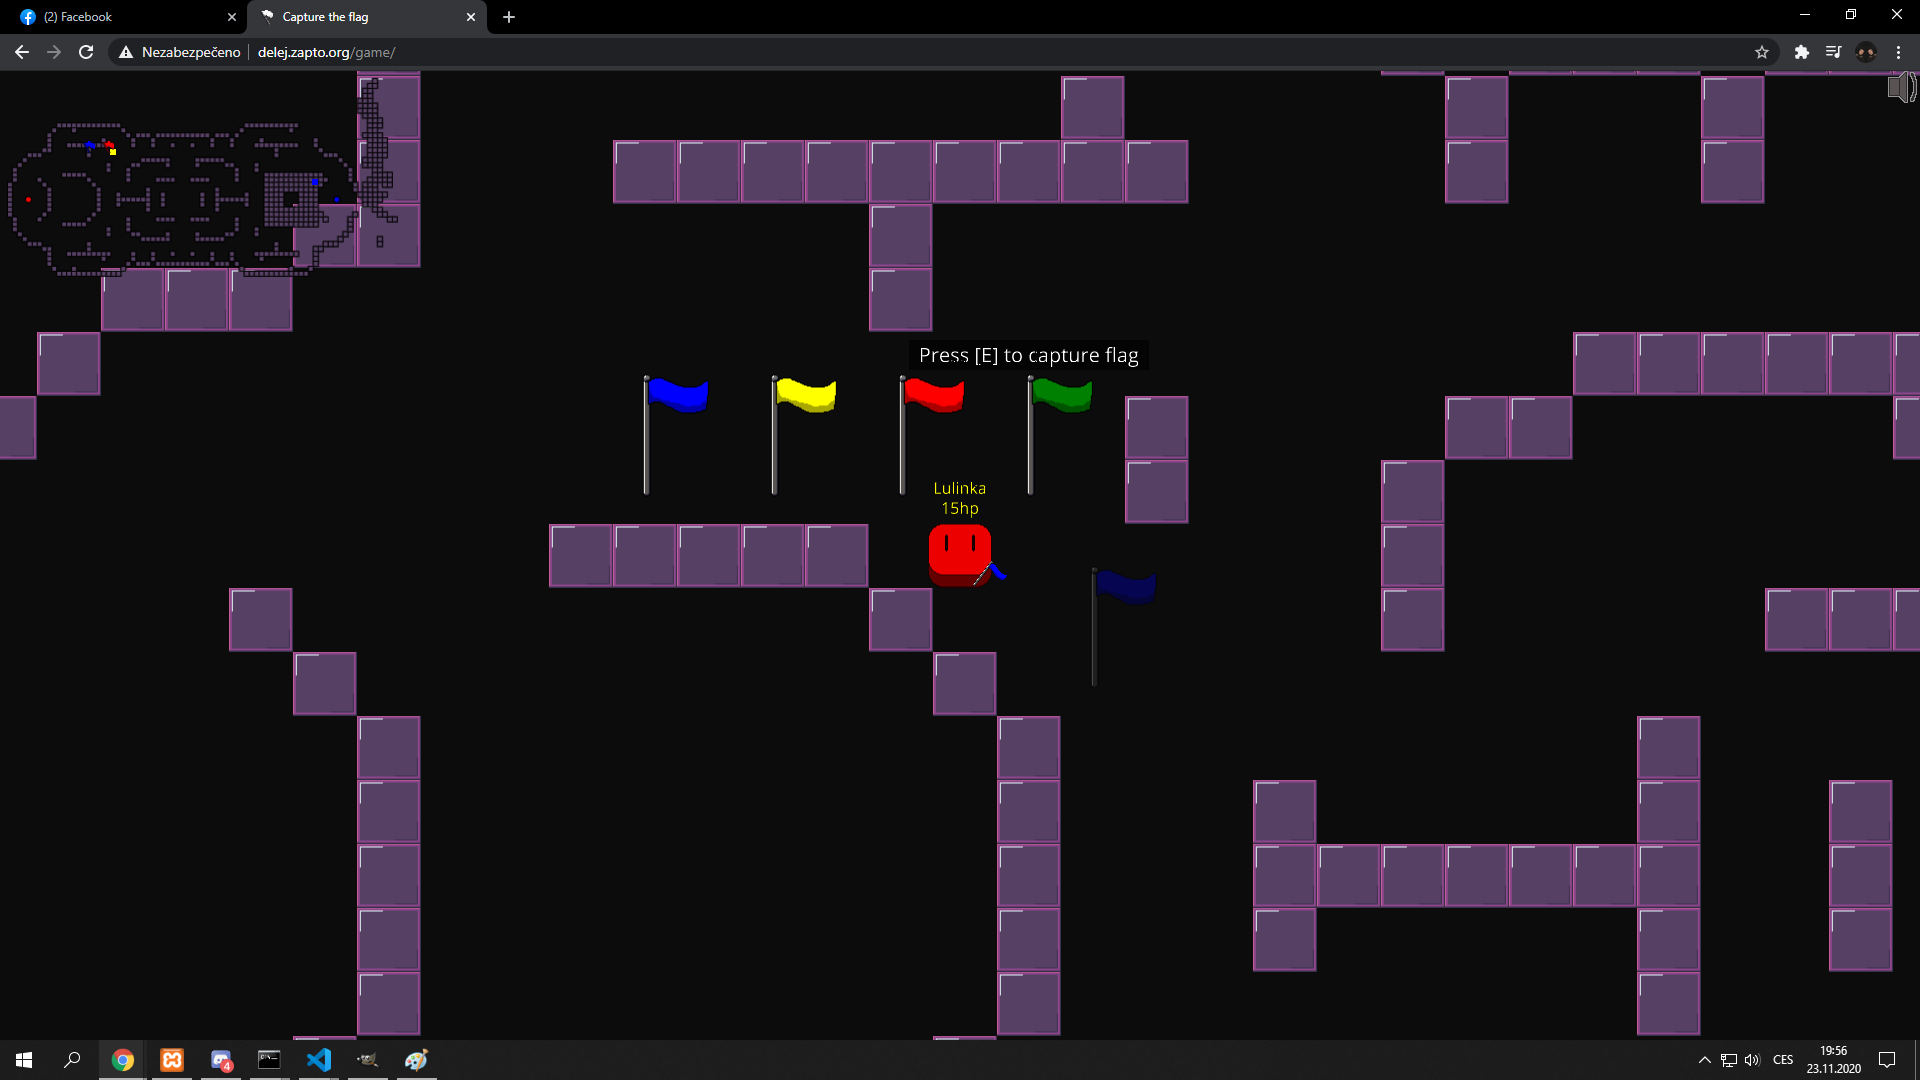 (2) Facebook
Capture the flag
Nezabezpečeno
delej.zapto.org/game/
Press [E] to capture flag
Lulinka
15hp
4
CES
19:56
23.11.2020